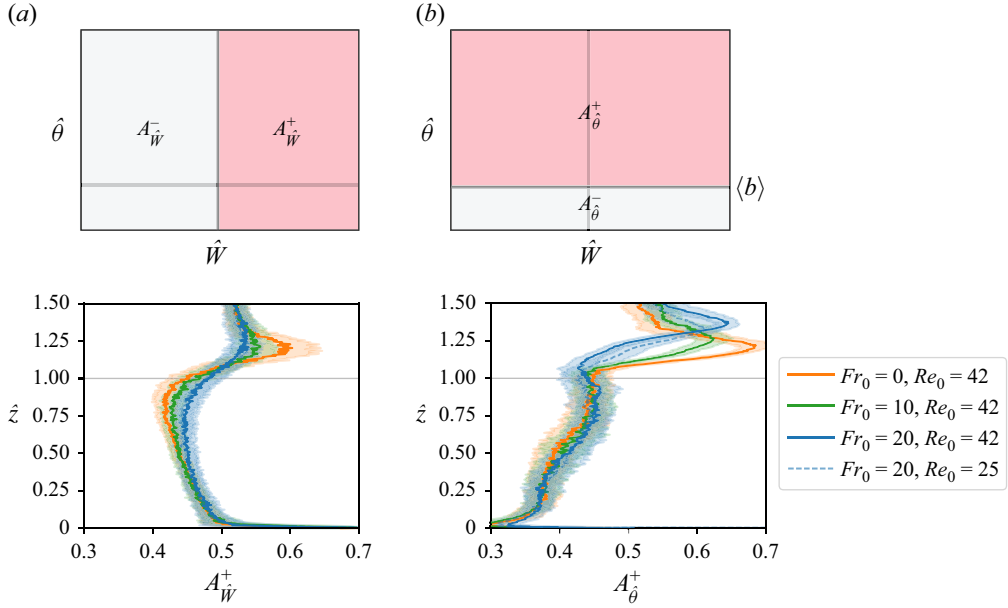 (a)
(b)
θ̂
A⁻_Ŵ
A⁺_Ŵ
Ŵ
θ̂
A⁺_θ̂
A⁻_θ̂
⟨b⟩
Ŵ
1.50
1.25
1.00
ẑ
0.75
0.50
0.25
0
0.3 0.4 0.5 0.6 0.7
A⁺_Ŵ
1.50
1.25
1.00
ẑ
0.75
0.50
0.25
0
0.3 0.4 0.5 0.6 0.7
A⁺_θ̂
Fr₀ = 0, Re₀ = 42
Fr₀ = 10, Re₀ = 42
Fr₀ = 20, Re₀ = 42
Fr₀ = 20, Re₀ = 25